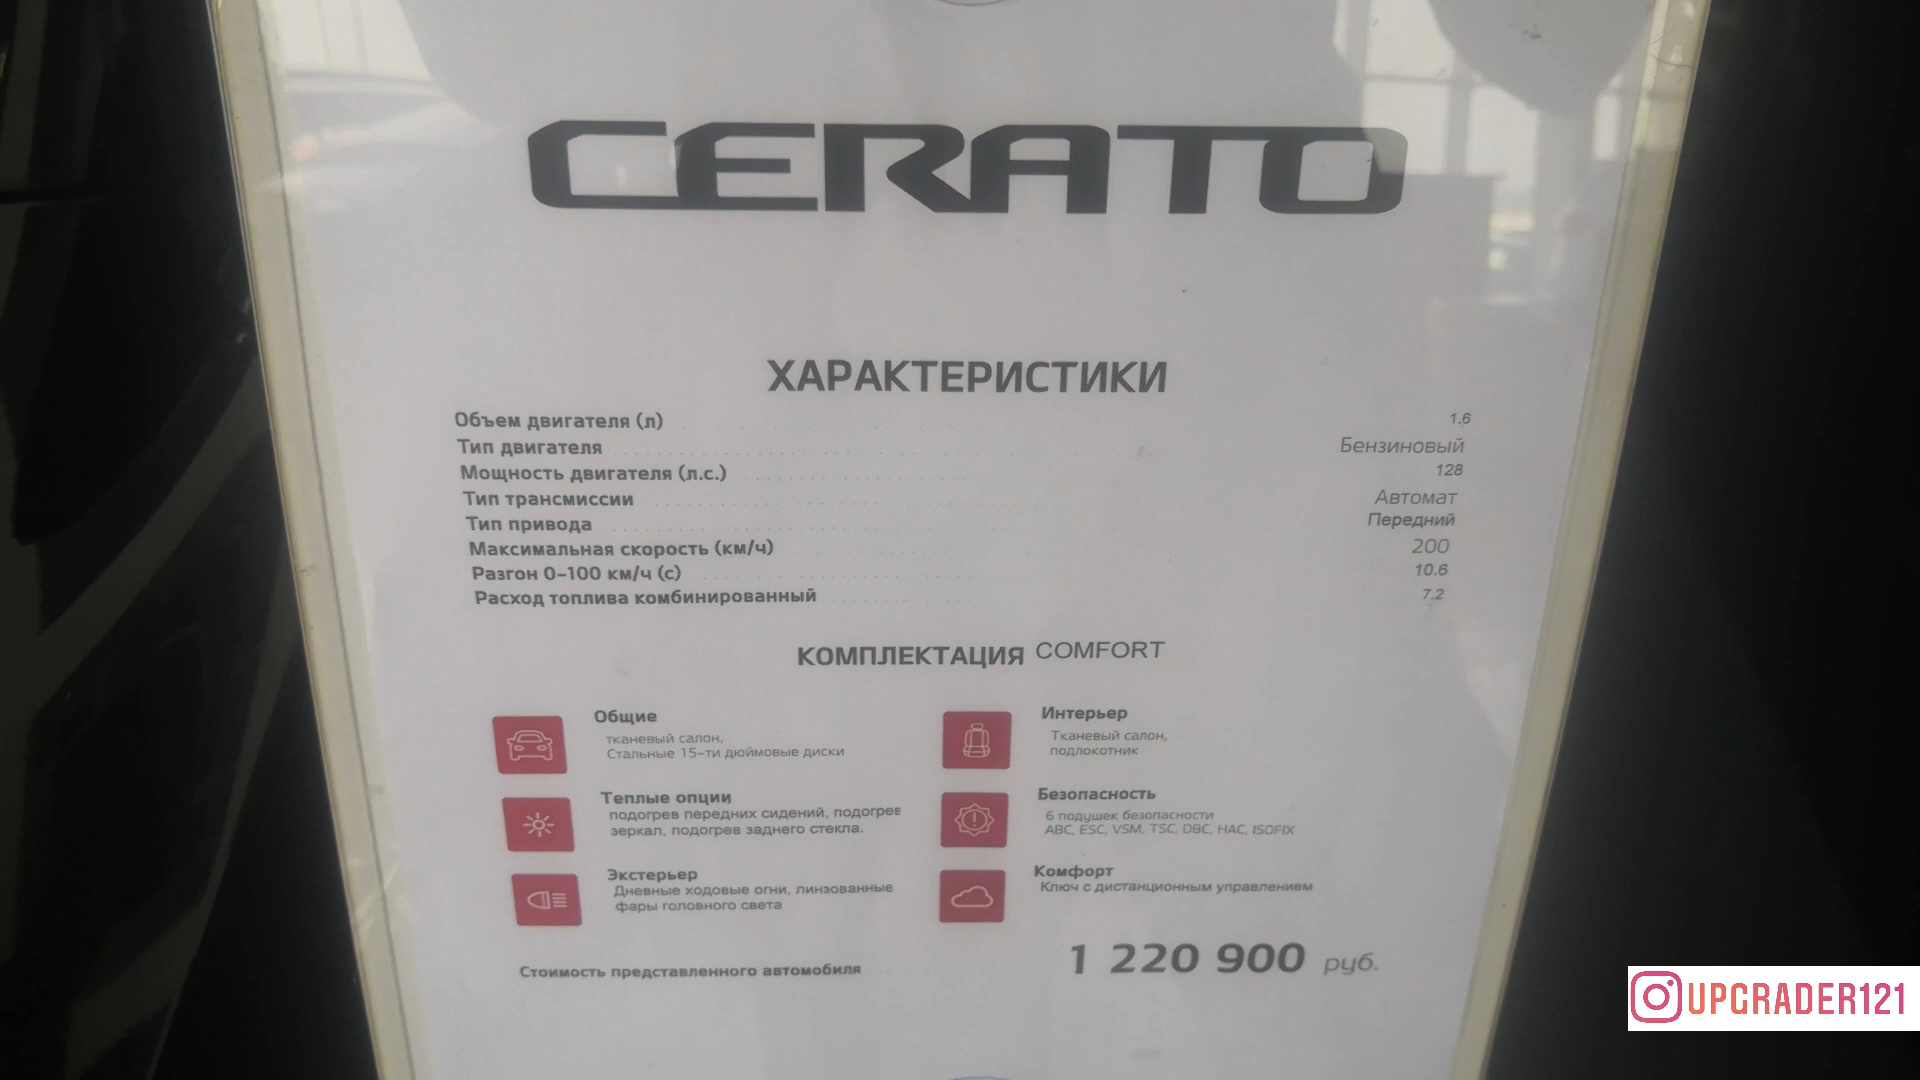 CERATO
ХАРАКТЕРИСТИКИ
Объем двигателя (л) 1.6
Тип двигателя Бензиновый
Мощность двигателя (л.с.) 128
Тип трансмиссии Автомат
Тип привода Передний
Максимальная скорость (км/ч) 200
Разгон 0-100 км/ч (с) 10.6
Расход топлива комбинированный 7.2
КОМПЛЕКТАЦИЯ COMFORT
Общие
тканевый салон,
Стальные 15-ти дюймовые диски
Интерьер
Тканевый салон,
подлокотник
Теплые опции
подогрев передних сидений, подогрев
зеркал, подогрев заднего стекла.
Безопасность
6 подушек безопасности
АВС, ESC, VSM, TSC, DBC, HAC, ISOFIX
Экстерьер
Дневные ходовые огни, линзованные
фары головного света
Комфорт
Ключ с дистанционным управлением
Стоимость представленного автомобиля 1 220 900 руб.
UPGRADER121